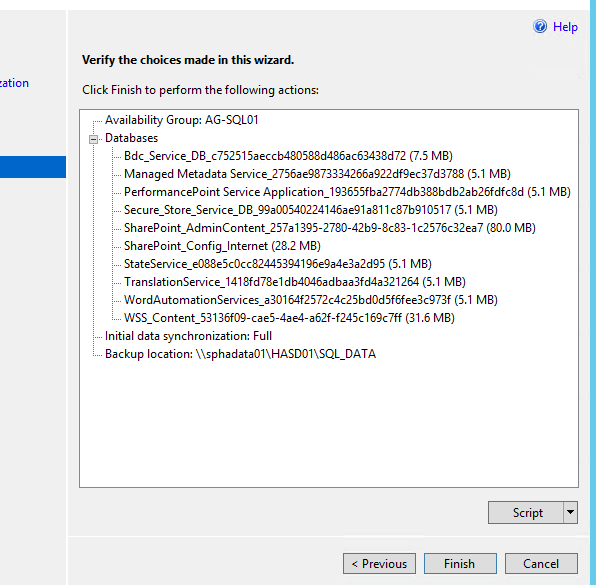 Help
Verify the choices made in this wizard.
zation
Click Finish to perform the following actions:
Availability Group: AG-SQL01
Databases
Bdc_Service_DB_c752515aeccb480588d486ac63438d72 (7.5 MB)
Managed Metadata Service_2756ae9873334266a922df9ec37d3788 (5.1 MB)
PerformancePoint Service Application_193655fba2774db388bdb2ab26fdfc8d (5.1 MB)
Secure_Store_Service_DB_99a00540224146ae91a811c87b910517 (5.1 MB)
SharePoint_AdminContent_257a1395-2780-42b9-8c83-1c2576c32ea7 (80.0 MB)
SharePoint_Config_Internet (28.2 MB)
StateService_e088e5c0cc82445394196e9a4e3a2d95 (5.1 MB)
TranslationService_1418fd78e1db4046adbaa3fd4a321264 (5.1 MB)
WordAutomationServices_a30164f2572c4c25bd0d5f6fee3c973f (5.1 MB)
WSS_Content_53136f09-cae5-4ae4-a62f-f245c169c7ff (31.6 MB)
Initial data synchronization: Full
Backup location: \\sphadata01\HASD01\SQL_DATA
Script
< Previous
Finish
Cancel